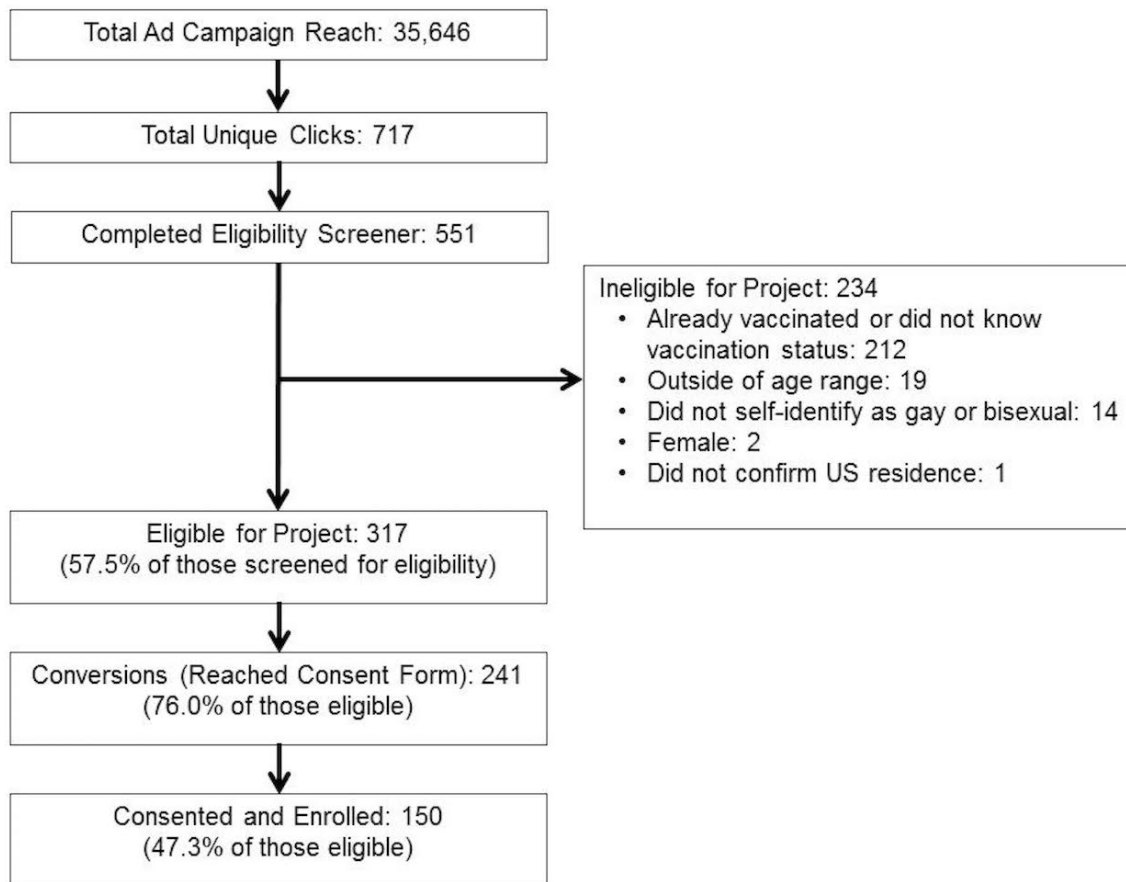 Total Ad Campaign Reach: 35,646
Total Unique Clicks: 717
Completed Eligibility Screener: 551
Ineligible for Project: 234
• Already vaccinated or did not know
vaccination status: 212
• Outside of age range: 19
• Did not self-identify as gay or bisexual: 14
• Female: 2
• Did not confirm US residence: 1
Eligible for Project: 317
(57.5% of those screened for eligibility)
Conversions (Reached Consent Form): 241
(76.0% of those eligible)
Consented and Enrolled: 150
(47.3% of those eligible)